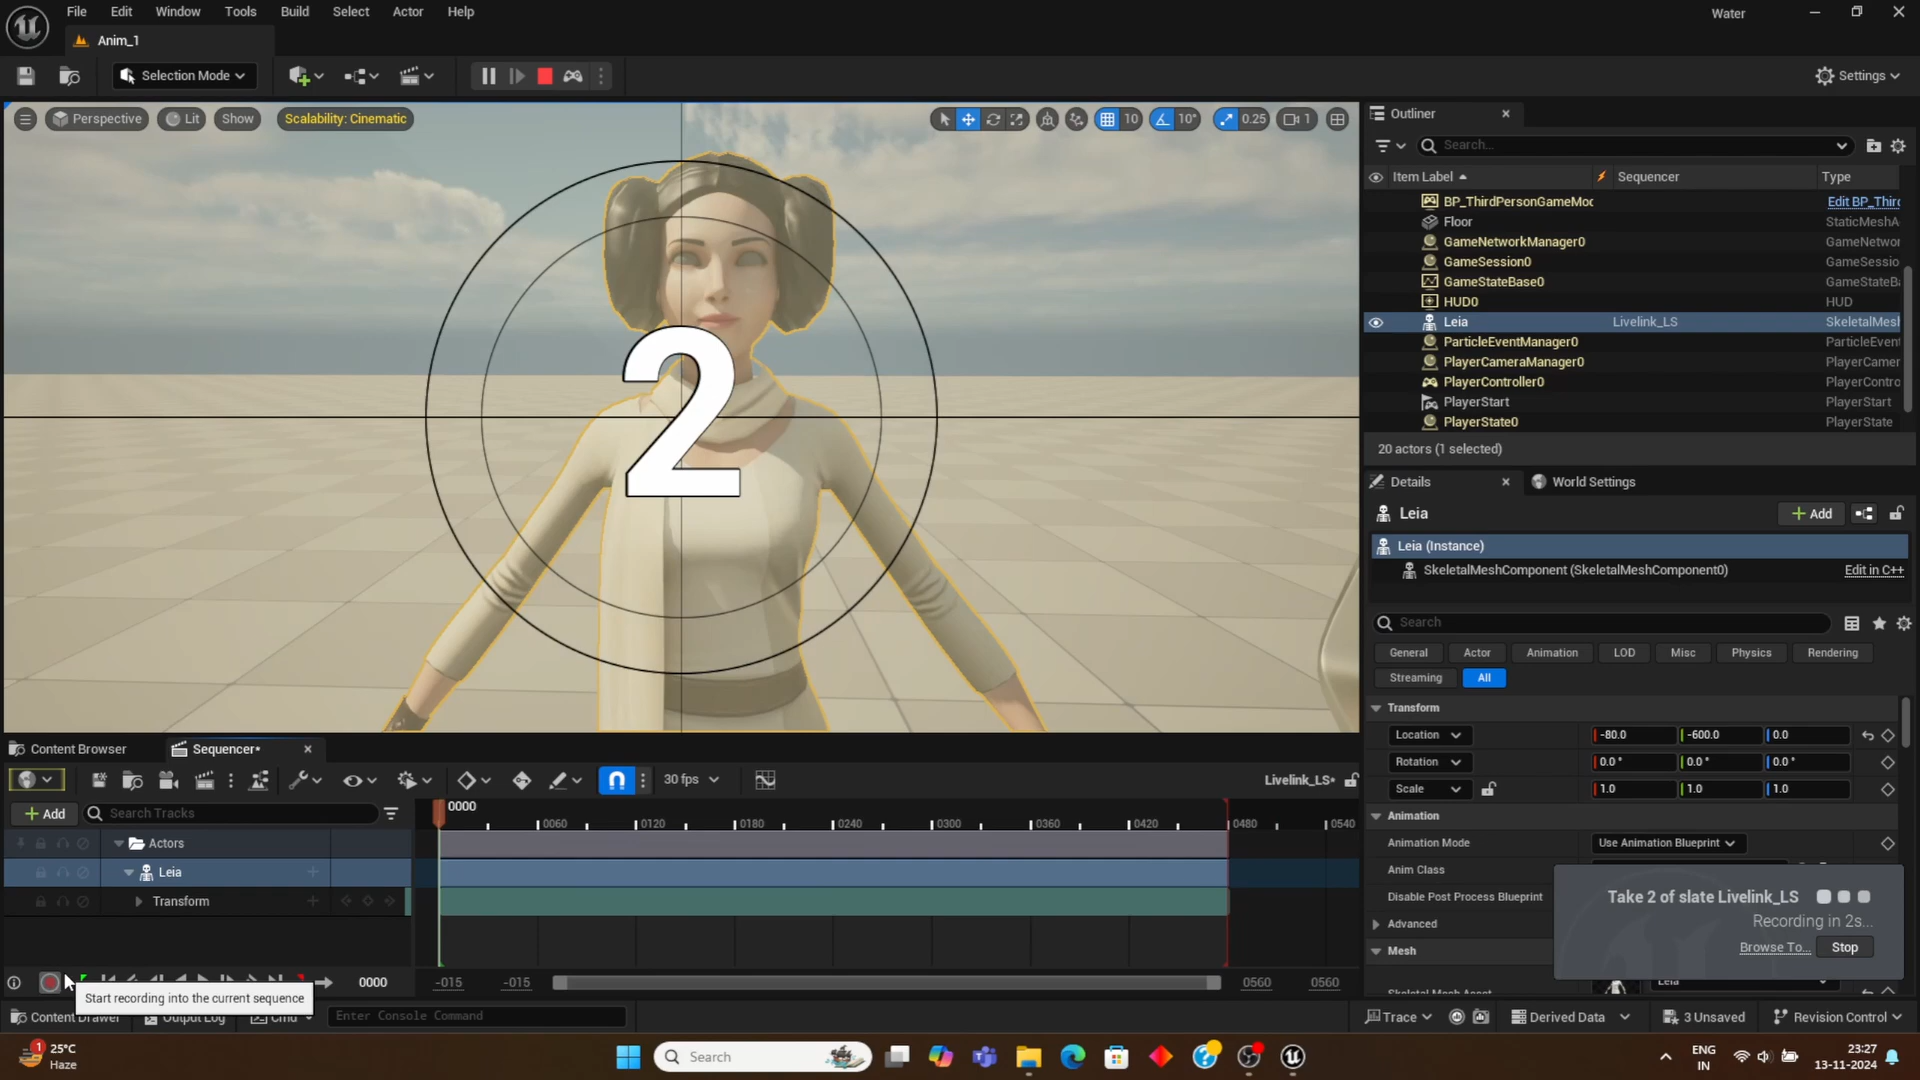 File Edit Window Tools Build Select Actor Help
Water
Anim_1
Selection Mode
Settings
Perspective Lit Show Scalability: Cinematic
10 10° 0.25 1
2
Outliner
Search...
Item Label Sequencer Type
BP_ThirdPersonGameMoc Edit BP_Thir
Floor StaticMeshA
GameNetworkManager0 GameNetwor
GameSession0 GameSessio
GameStateBase0 GameStateB
HUD0 HUD
Leia Livelink_LS SkeletalMesh
ParticleEventManager0 ParticleEven
PlayerCameraManager0 PlayerCamer
PlayerController0 PlayerContro
PlayerStart PlayerStart
PlayerState0 PlayerState
20 actors (1 selected)
Details World Settings
Leia
Add
Leia (Instance)
SkeletalMeshComponent (SkeletalMeshComponent0) Edit in C++
Search
General Actor Animation LOD Misc Physics Rendering
Streaming All
Transform
Location -80.0 -600.0 0.0
Rotation 0.0° 0.0° 0.0°
Scale 1.0 1.0 1.0
Animation
Animation Mode Use Animation Blueprint
Anim Class
Disable Post Process Blueprint
Advanced
Mesh
Take 2 of slate Livelink_LS
Recording in 2s...
Browse To... Stop
Content Browser Sequencer*
30 fps
Livelink_LS*
Add Search Tracks
0000
0060 0120 0180 0240 0300 0360 0420 0480 0540
Actors
Leia
Transform
0000 -015 -015 0560 0560
Start recording into the current sequence
Content Drawer Output Log Cmd Enter Console Command
Trace Derived Data 3 Unsaved Revision Control
1
25°C
Haze
Search
ENG
IN
23:27
13-11-2024